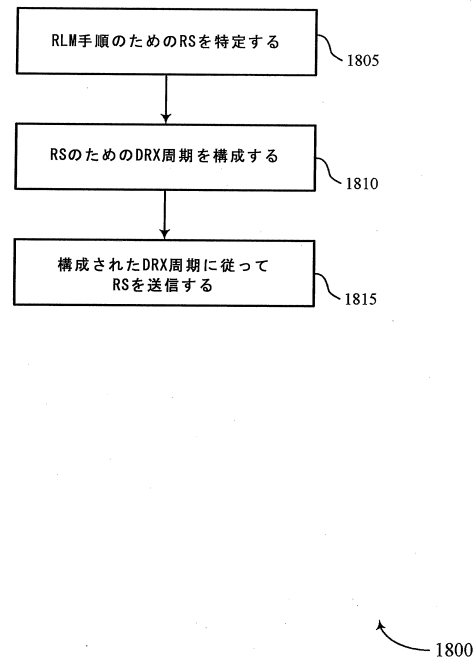 RLM手順のためのRSを特定する
1805
RSのためのDRX周期を構成する
1810
構成されたDRX周期に従って
RSを送信する
1815
1800